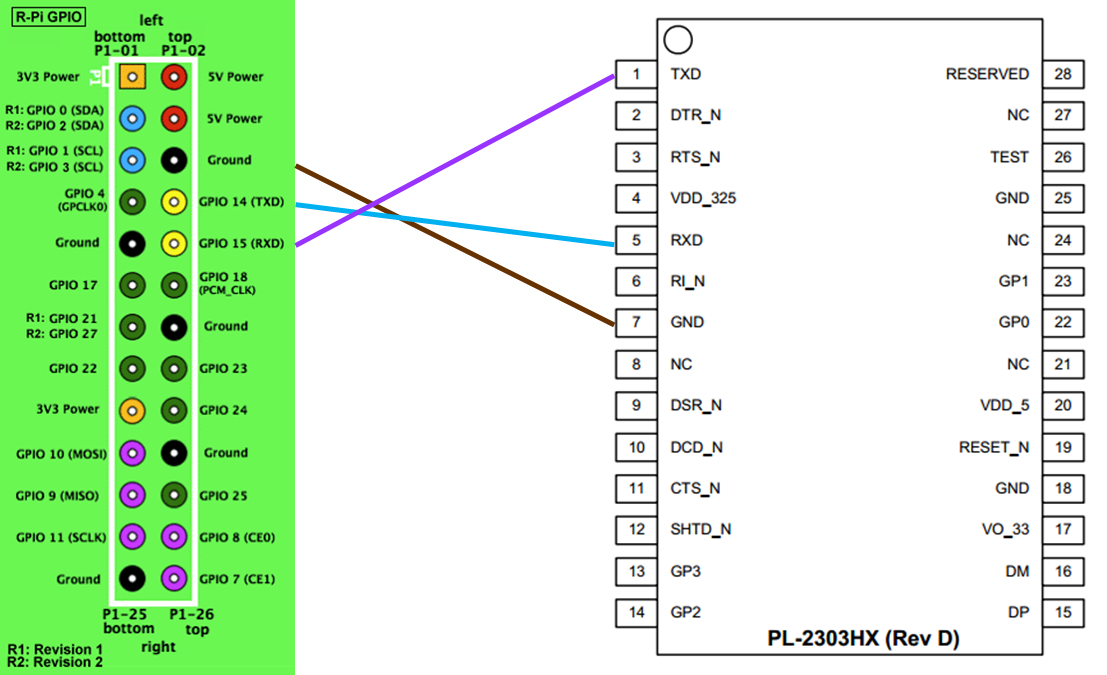 R-Pi GPIO
left
bottom top
P1-01 P1-02
3V3 Power
P1
5V Power
R1: GPIO 0 (SDA)
R2: GPIO 2 (SDA)
5V Power
R1: GPIO 1 (SCL)
R2: GPIO 3 (SCL)
Ground
GPIO 4
(GPCLK0)
GPIO 14 (TXD)
Ground
GPIO 15 (RXD)
GPIO 17
GPIO 18
(PCM_CLK)
R1: GPIO 21
R2: GPIO 27
Ground
GPIO 22
GPIO 23
3V3 Power
GPIO 24
GPIO 10 (MOSI)
Ground
GPIO 9 (MISO)
GPIO 25
GPIO 11 (SCLK)
GPIO 8 (CE0)
Ground
GPIO 7 (CE1)
P1-25 P1-26
bottom top
right
R1: Revision 1
R2: Revision 2
1 TXD RESERVED 28
2 DTR_N NC 27
3 RTS_N TEST 26
4 VDD_325 GND 25
5 RXD NC 24
6 RI_N GP1 23
7 GND GP0 22
8 NC NC 21
9 DSR_N VDD_5 20
10 DCD_N RESET_N 19
11 CTS_N GND 18
12 SHTD_N VO_33 17
13 GP3 DM 16
14 GP2 DP 15
PL-2303HX (Rev D)